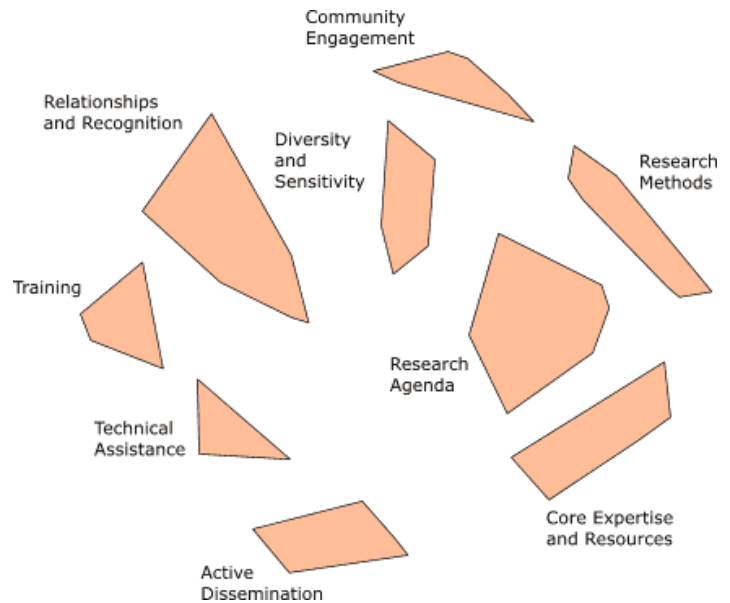 Community
Engagement
Relationships
and Recognition
Diversity
and
Sensitivity
Research
Methods
Training
Research
Agenda
Technical
Assistance
Core Expertise
and Resources
Active
Dissemination